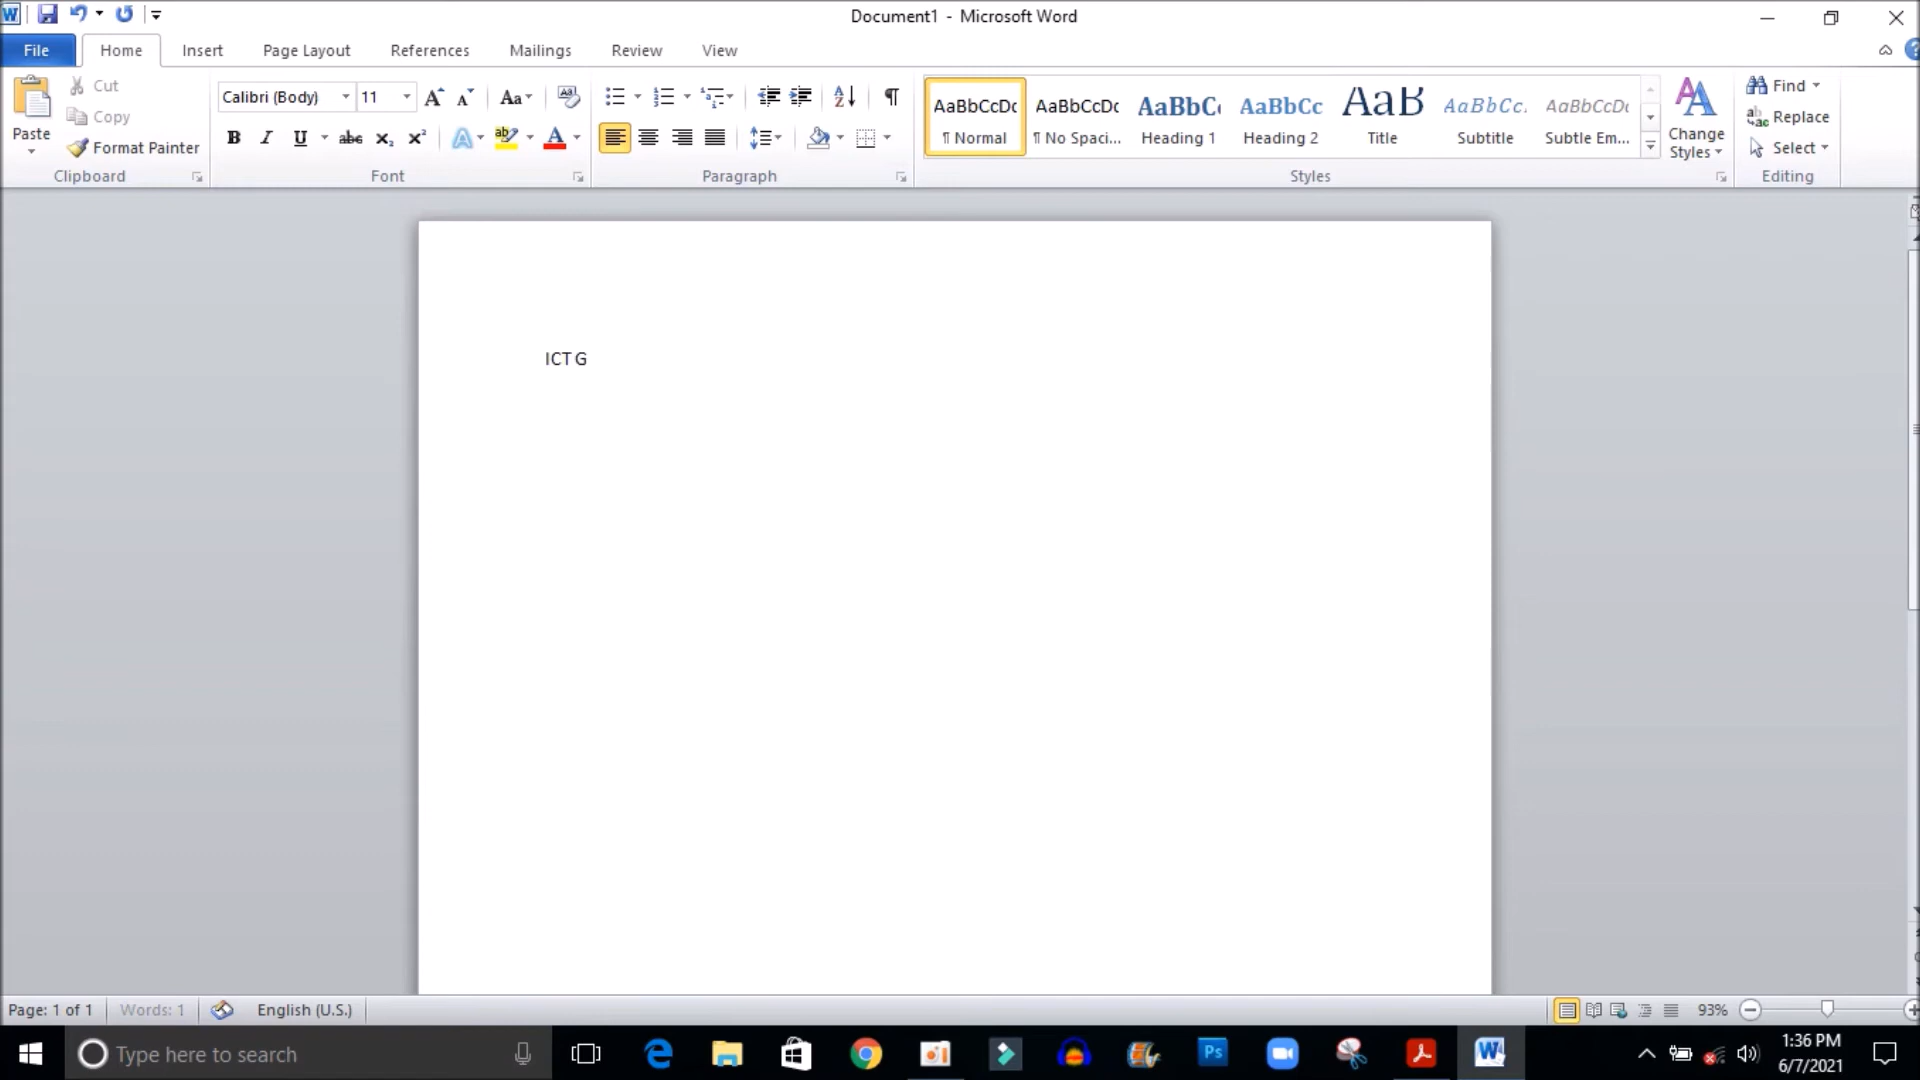 Document1 - Microsoft Word
File Home Insert Page Layout References Mailings Review View
Paste
Cut
Copy
Format Painter
Clipboard
Calibri (Body) 11
Font
Paragraph
AaBbCcDc AaBbCcDc AaBbC AaBbCc AaB AaBbCc. AaBbCcDc
¶ Normal ¶ No Spaci... Heading 1 Heading 2 Title Subtitle Subtle Em...
Change
Styles
Styles
Find
Replace
Select
Editing
ICT G
Page: 1 of 1 Words: 1 English (U.S.) 93%
Type here to search
1:36 PM
6/7/2021